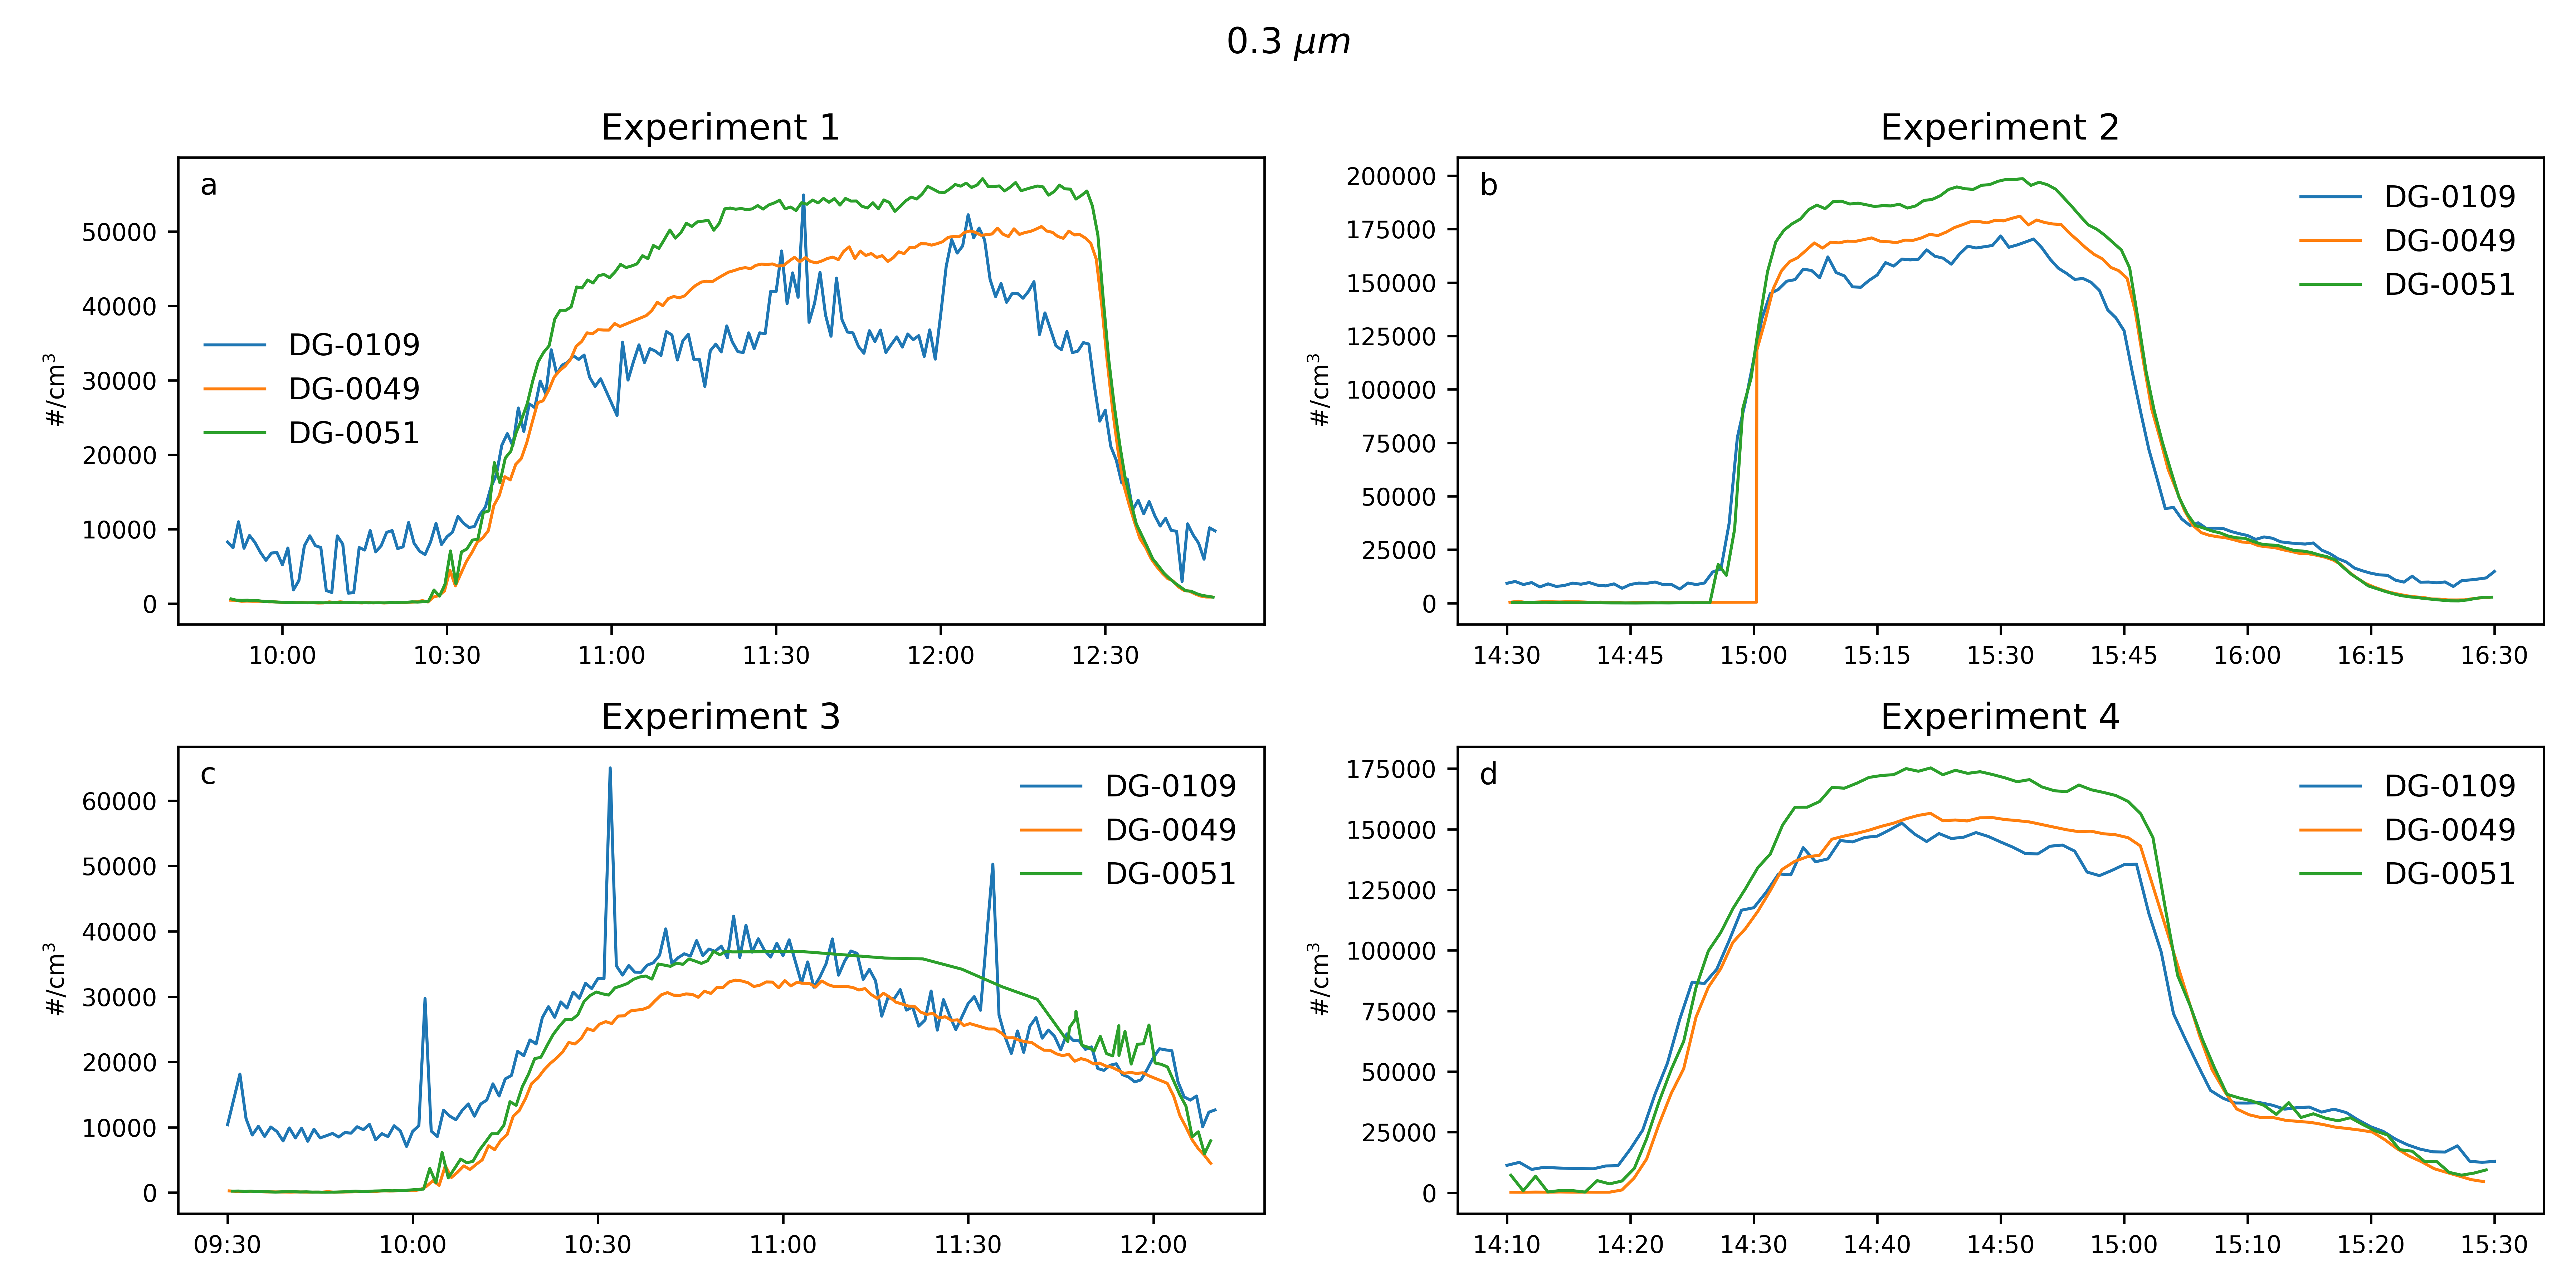 0.3 μm
Experiment 1
a
50000
40000
30000
20000
10000
0
#/cm³
DG-0109
DG-0049
DG-0051
10:00 10:30 11:00 11:30 12:00 12:30
Experiment 2
b
200000
175000
150000
125000
100000
75000
50000
25000
0
#/cm³
DG-0109
DG-0049
DG-0051
14:30 14:45 15:00 15:15 15:30 15:45 16:00 16:15 16:30
Experiment 3
c
60000
50000
40000
30000
20000
10000
0
#/cm³
DG-0109
DG-0049
DG-0051
09:30 10:00 10:30 11:00 11:30 12:00
Experiment 4
d
175000
150000
125000
100000
75000
50000
25000
0
#/cm³
DG-0109
DG-0049
DG-0051
14:10 14:20 14:30 14:40 14:50 15:00 15:10 15:20 15:30